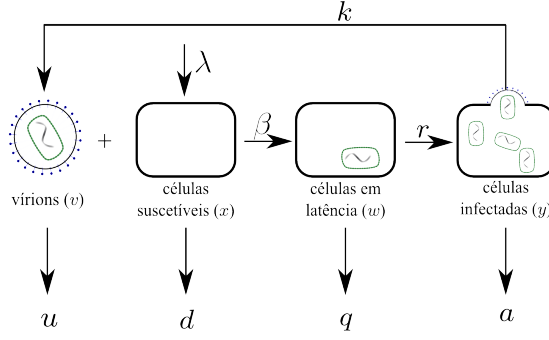 k
λ
β
r
+
vírions (v)
células
suscetíveis (x)
células em
latência (w)
células
infectadas (y)
u
d
q
a